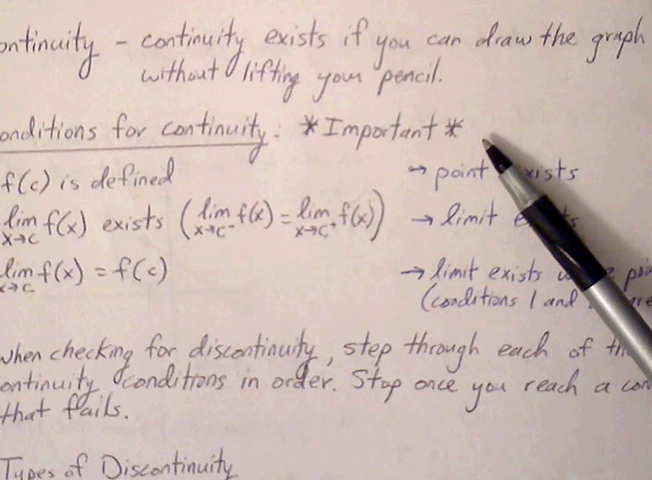 ontinuity - continuity exists if you can draw the graph
without lifting your pencil.
onditions for continuity: *Important*
f(c) is defined → point exists
lim x→c f(x) exists (lim x→c⁻ f(x) = lim x→c⁺ f(x)) → limit
lim x→c f(x) = f(c) → limit exists
(conditions 1 and
when checking for discontinuity, step through each of
ontinuity conditions in order. Stop once you reach a
that fails.
Types of Discontinuity